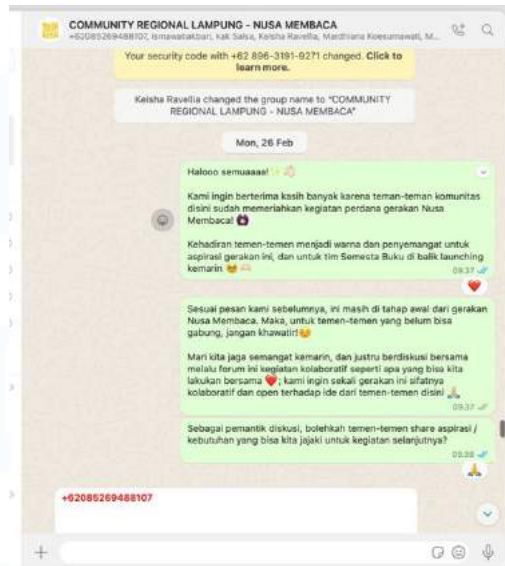 COMMUNITY REGIONAL LAMPUNG - NUSA MEMBACA
+62085269488107, ismawatiakbari, Kak Salsa, Keisha Ravellia, Mardhiana Koesumawati, M...
Your security code with +62 896-3191-9271 changed. Click to
learn more.
Keisha Ravellia changed the group name to "COMMUNITY
REGIONAL LAMPUNG - NUSA MEMBACA"
Mon, 26 Feb
Halooo semuaaaa!
Kami ingin berterima kasih banyak karena teman-teman komunitas
disini sudah memeriahkan kegiatan perdana gerakan Nusa
Membaca!
Kehadiran temen-temen menjadi warna dan penyemangat untuk
aspirasi gerakan ini, dan untuk tim Semesta Buku di balik launching
kemarin
09.37
Sesuai pesan kami sebelumnya, ini masih di tahap awal dari gerakan
Nusa Membaca. Maka, untuk temen-temen yang belum bisa
gabung, jangan khawatir!
Mari kita jaga semangat kemarin, dan justru berdiskusi bersama
melalu forum ini kegiatan kolaboratif seperti apa yang bisa kita
lakukan bersama ; kami ingin sekali gerakan ini sifatnya
kolaboratif dan open terhadap ide dari temen-temen disini
09.37
Sebagai pemantik diskusi, bolehkah temen-temen share aspirasi /
kebutuhan yang bisa kita jajaki untuk kegiatan selanjutnya?
09.38
+62085269488107